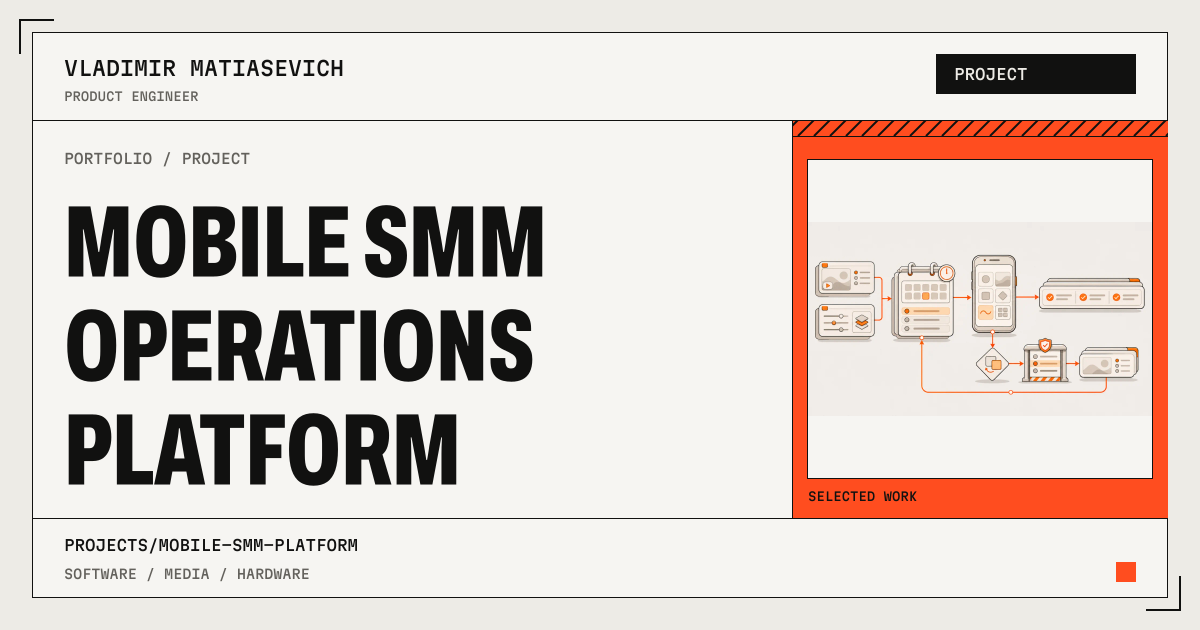 VLADIMIR MATIASEVICH
PRODUCT ENGINEER
PROJECT
PORTFOLIO / PROJECT
MOBILE SMM
OPERATIONS
PLATFORM
SELECTED WORK
PROJECTS/MOBILE-SMM-PLATFORM
SOFTWARE / MEDIA / HARDWARE